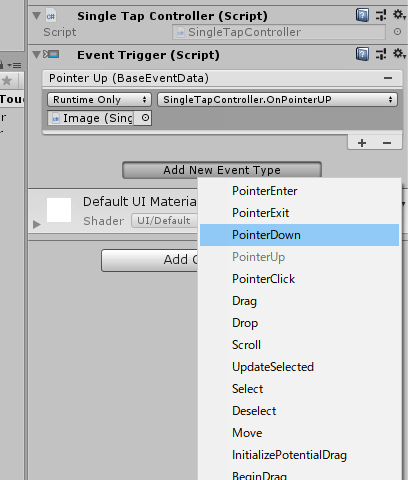 Single Tap Controller (Script)
Script
SingleTapController
Event Trigger (Script)
Touc
Pointer Up (BaseEventData)
Runtime Only
SingleTapController.OnPointerUP
Image (Sing
Add New Event Type
Default UI Materia
Shader
UI/Default
PointerEnter
PointerExit
PointerDown
PointerUp
PointerClick
Drag
Drop
Scroll
UpdateSelected
Select
Deselect
Move
InitializePotentialDrag
BeginDrag
Add C